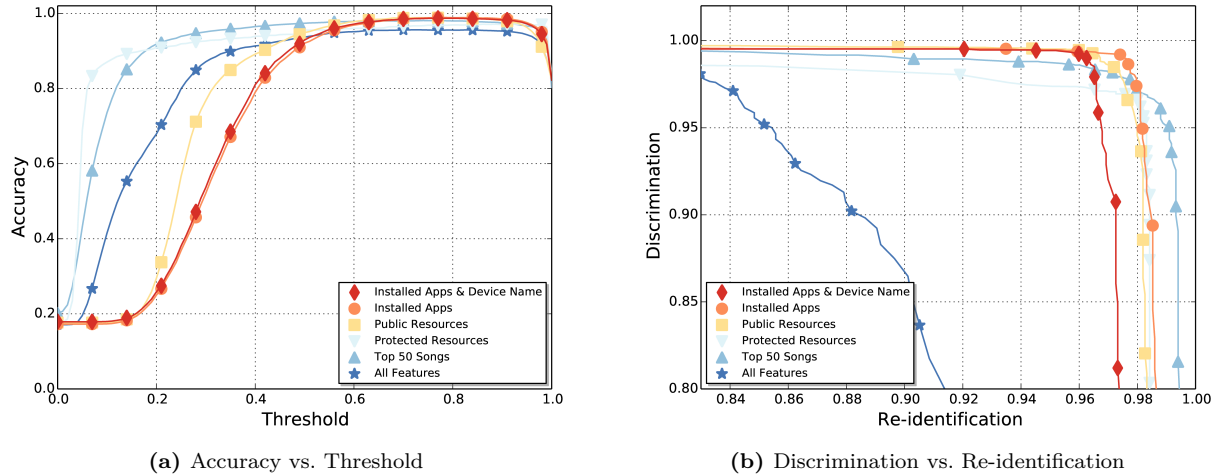 1.0
0.8
0.6
0.4
0.2
0.0
Accuracy
0.0 0.2 0.4 0.6 0.8 1.0
Threshold
Installed Apps & Device Name
Installed Apps
Public Resources
Protected Resources
Top 50 Songs
All Features
(a) Accuracy vs. Threshold
1.00
0.95
0.90
0.85
0.80
Discrimination
0.84 0.86 0.88 0.90 0.92 0.94 0.96 0.98 1.00
Re-identification
Installed Apps & Device Name
Installed Apps
Public Resources
Protected Resources
Top 50 Songs
All Features
(b) Discrimination vs. Re-identification